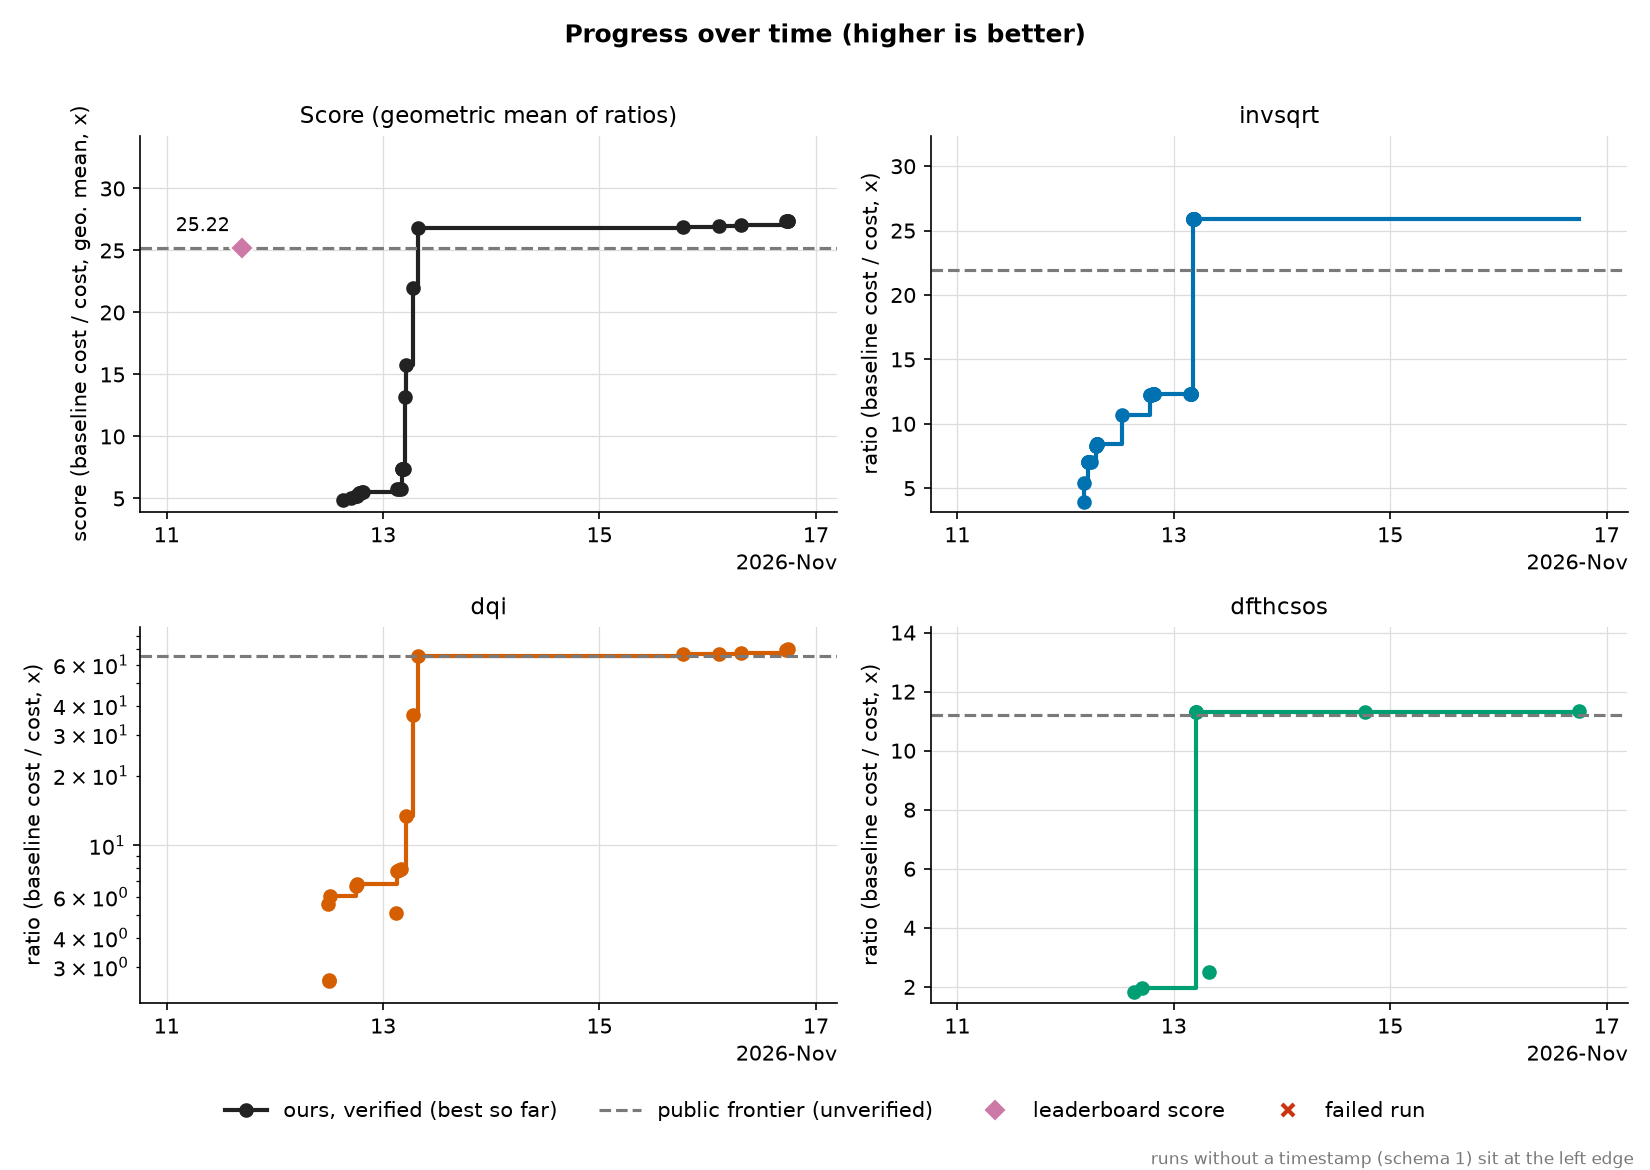 Progress over time (higher is better)
Score (geometric mean of ratios)
score (baseline cost / cost, geo. mean, x)
30
25
20
15
10
5
25.22
11
13
15
17
2026-Nov
invsqrt
ratio (baseline cost / cost, x)
30
25
20
15
10
5
11
13
15
17
2026-Nov
dqi
ratio (baseline cost / cost, x)
6 × 10¹
4 × 10¹
3 × 10¹
2 × 10¹
10¹
6 × 10⁰
4 × 10⁰
3 × 10⁰
11
13
15
17
2026-Nov
dfthcsos
ratio (baseline cost / cost, x)
14
12
10
8
6
4
2
11
13
15
17
2026-Nov
ours, verified (best so far)
public frontier (unverified)
leaderboard score
failed run
runs without a timestamp (schema 1) sit at the left edge